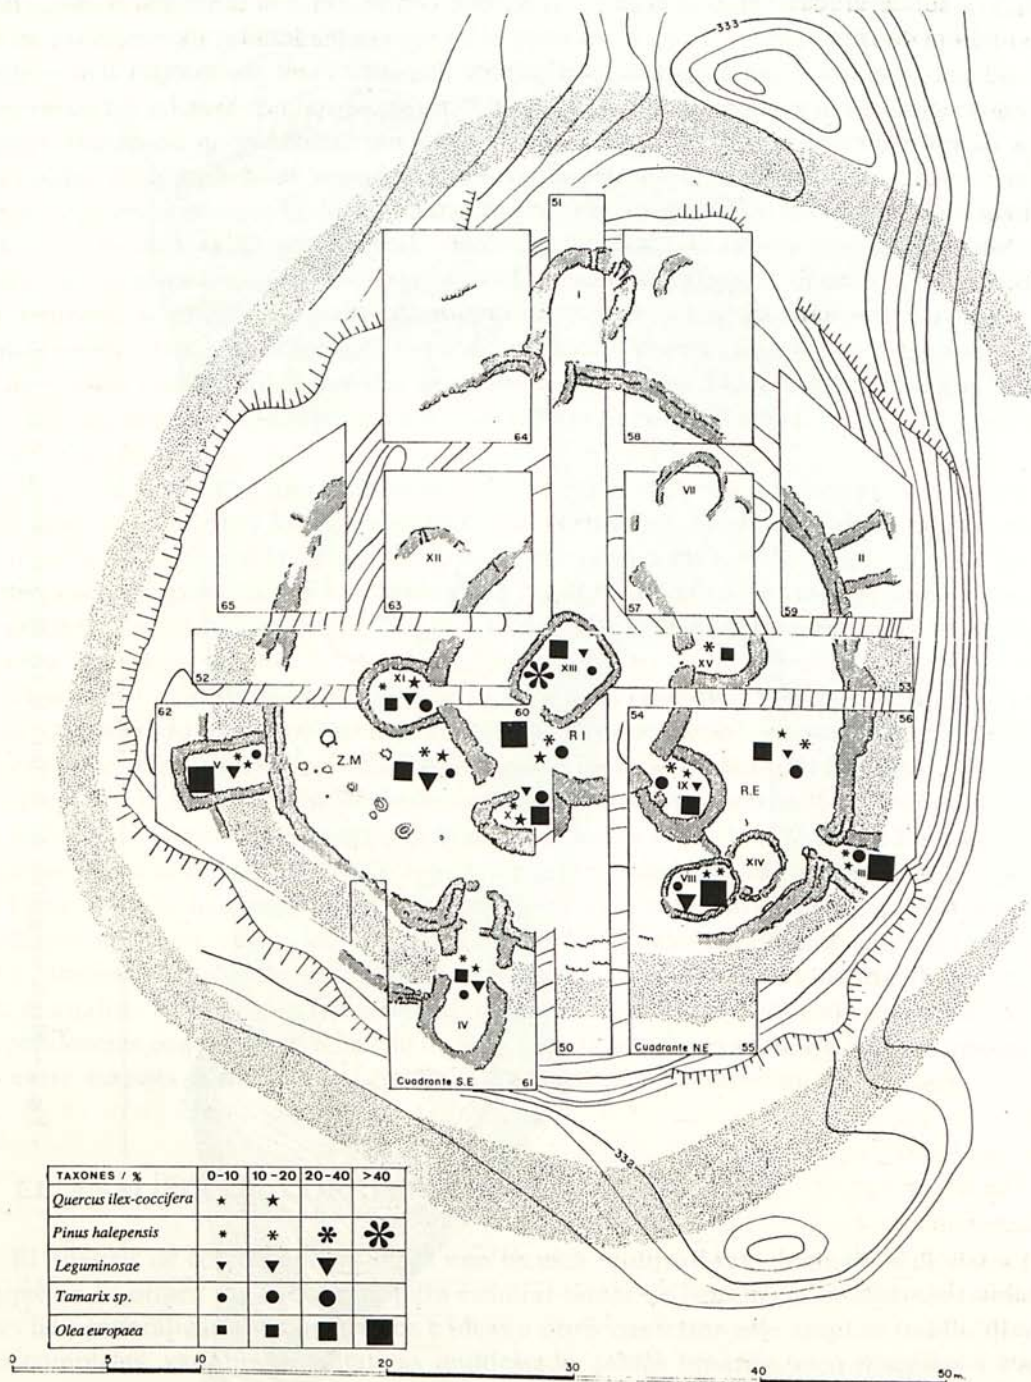 333
51
I
64
58
VII
XII
II
65
63
57
59
XIII
XV
XI
52
53
62
60
54
56
R I
V
Z.M
IX
R.E
X
XIV
VIII
III
IV
50
Cuadrante N.E
55
Cuadrante S.E
61
332
TAXONES / % 0-10 10-20 20-40 >40
Quercus ilex-coccifera
Pinus halepensis
Leguminosae
Tamarix sp.
Olea europaea
0 5 10 20 30 40 50 m.